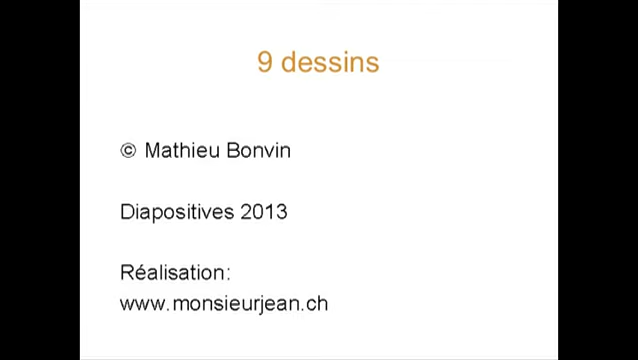 9 dessins
© Mathieu Bonvin
Diapositives 2013
Réalisation:
www.monsieurjean.ch